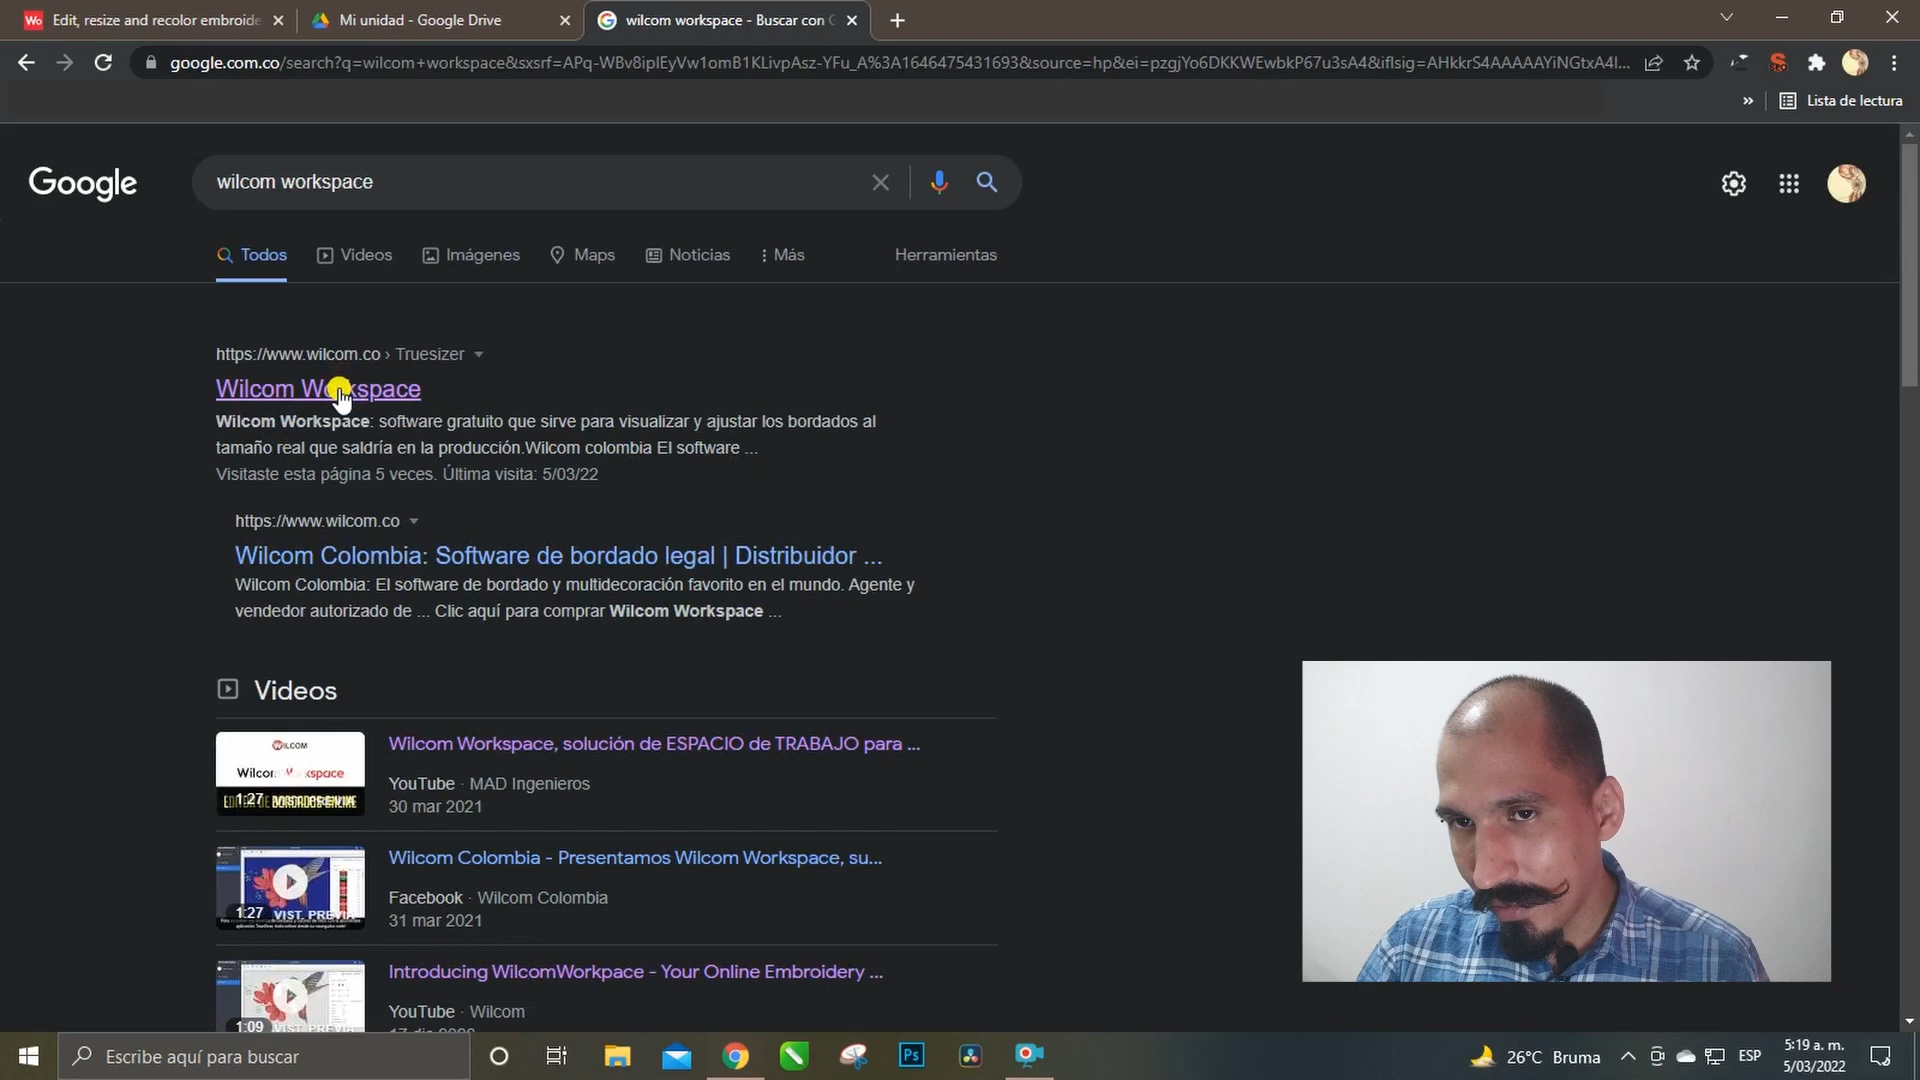 Wo Edit, resize and recolor embroide
Mi unidad - Google Drive
wilcom workspace - Buscar con G
google.com.co/search?q=wilcom+workspace&sxsrf=APq-WBv8iplEyVw1omB1KLivpAsz-YFu_A%3A1646475431693&source=hp&ei=pzgjYo6DKKWEwbkP67u3sA4&iflsig=AHkkrS4AAAAAYiNGtxA4l...
» Lista de lectura
Google
wilcom workspace
Todos Videos Imágenes Maps Noticias Más Herramientas
https://www.wilcom.co › Truesizer
Wilcom Workspace
Wilcom Workspace: software gratuito que sirve para visualizar y ajustar los bordados al
tamaño real que saldría en la producción.Wilcom colombia El software ...
Visitaste esta página 5 veces. Última visita: 5/03/22
https://www.wilcom.co
Wilcom Colombia: Software de bordado legal | Distribuidor ...
Wilcom Colombia: El software de bordado y multidecoración favorito en el mundo. Agente y
vendedor autorizado de ... Clic aquí para comprar Wilcom Workspace ...
Videos
WILCOM
1:27
Wilcom Workspace, solución de ESPACIO de TRABAJO para ...
YouTube · MAD Ingenieros
30 mar 2021
1:27 VIST. PREVIA
Wilcom Colombia - Presentamos Wilcom Workspace, su...
Facebook · Wilcom Colombia
31 mar 2021
1:09 VIST. PREVIA
Introducing WilcomWorkpace - Your Online Embroidery ...
YouTube · Wilcom
Escribe aquí para buscar
Ps
26°C Bruma
ESP
5:19 a. m.
5/03/2022